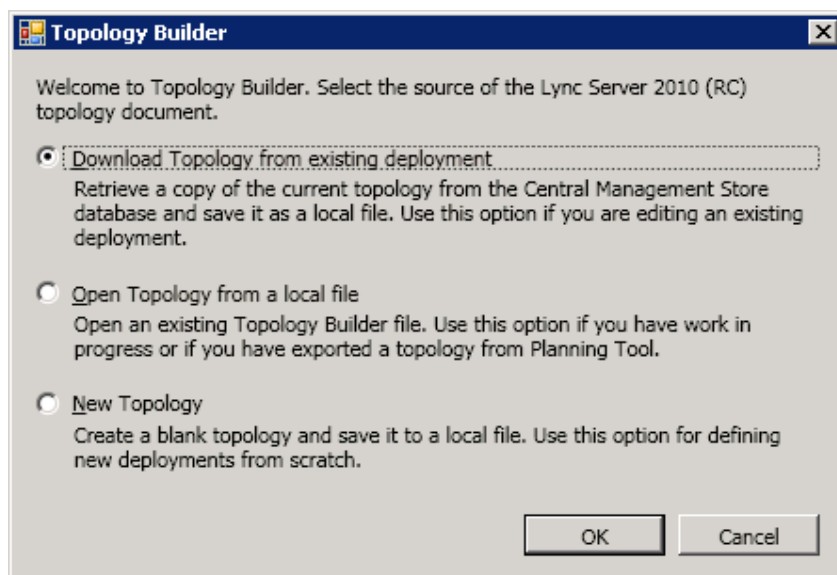 Topology Builder
Welcome to Topology Builder. Select the source of the Lync Server 2010 (RC)
topology document.
Download Topology from existing deployment
Retrieve a copy of the current topology from the Central Management Store
database and save it as a local file. Use this option if you are editing an existing
deployment.
Open Topology from a local file
Open an existing Topology Builder file. Use this option if you have work in
progress or if you have exported a topology from Planning Tool.
New Topology
Create a blank topology and save it to a local file. Use this option for defining
new deployments from scratch.
OK
Cancel